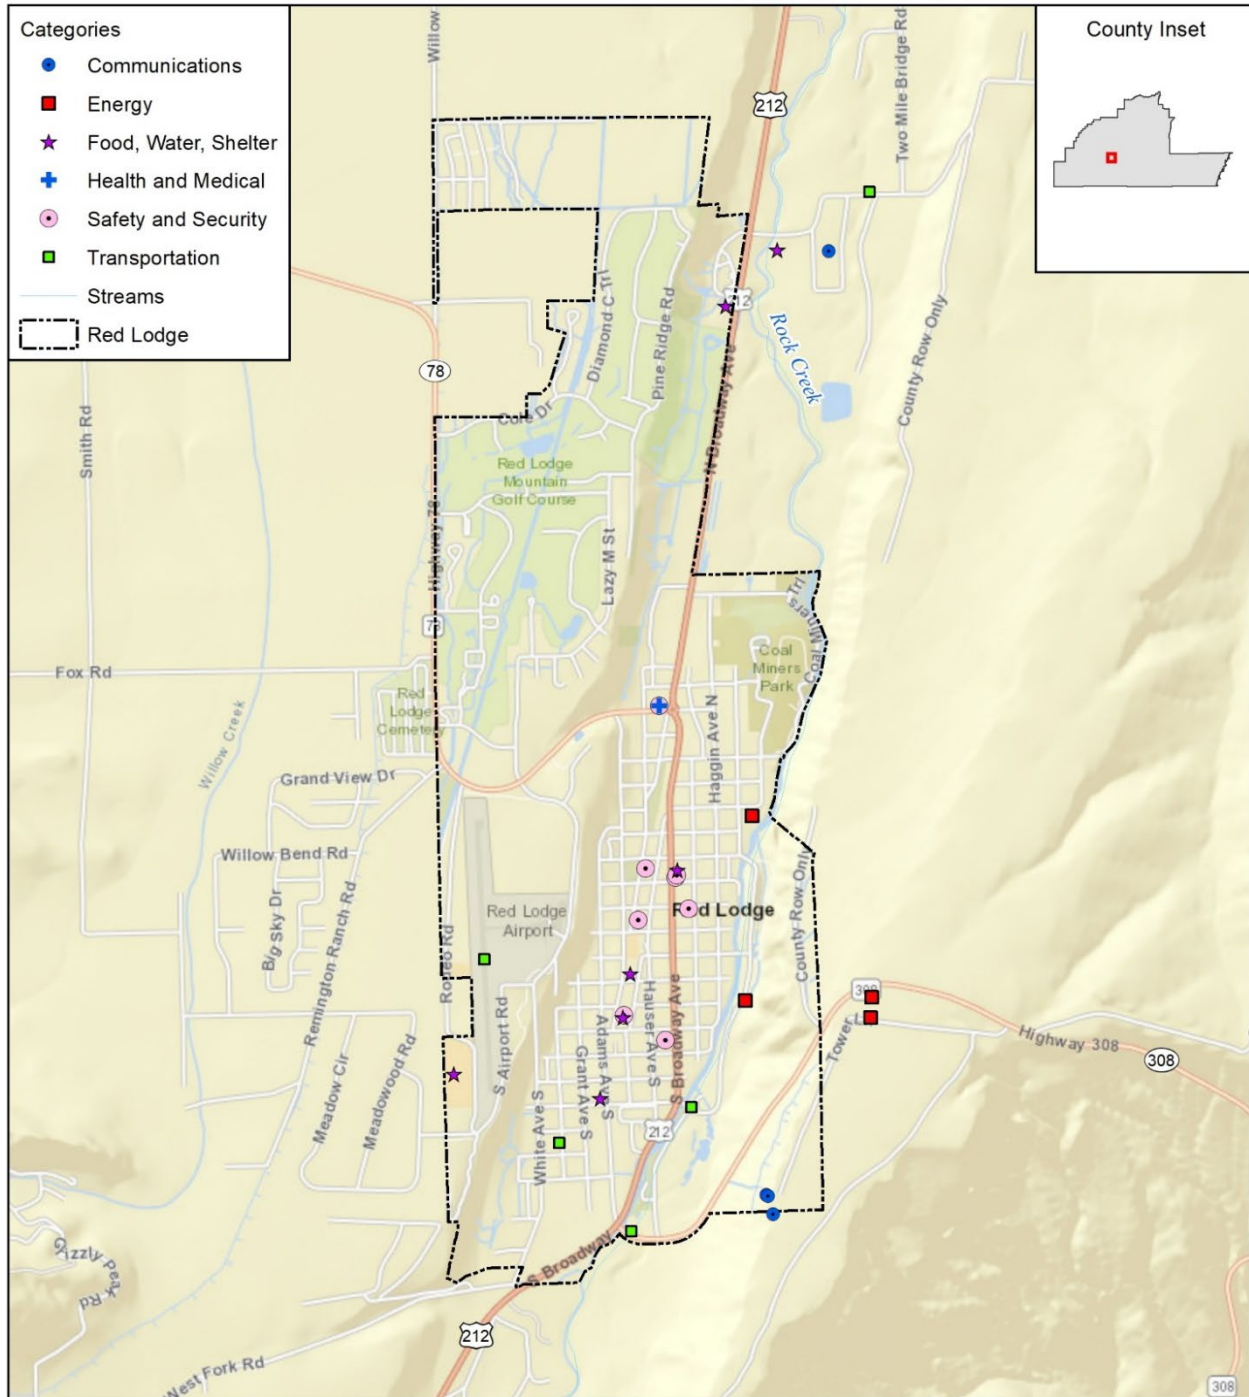 Categories
Communications
Energy
Food, Water, Shelter
Health and Medical
Safety and Security
Transportation
Streams
Red Lodge
County Inset
Willow
212
Two Mile Bridge Rd
Diamond C Trl
Pine Ridge Rd
Rock Creek
County Row Only
78
Smith Rd
Cole Dr
N Broadway Ave
Red Lodge
Mountain
Golf Course
Highway 78
Lazy M St
Coal Miners Trl
Coal
Miners
Park
Fox Rd
Red
Lodge
Cemetery
Willow Creek
Haggin Ave N
Grand View Dr
Willow Bend Rd
Big Sky Dr
Remington Ranch Rd
Rodeo Rd
Red Lodge
Airport
Red Lodge
County Row Only
S Airport Rd
Hauser Ave S
Adams Ave S
Grant Ave S
White Ave S
S Broadway Ave
308
Tower
Highway 308
308
Meadow Cir
Meadowood Rd
212
Grizzly Peak
Rd
S Broadway
212
West Fork Rd
308